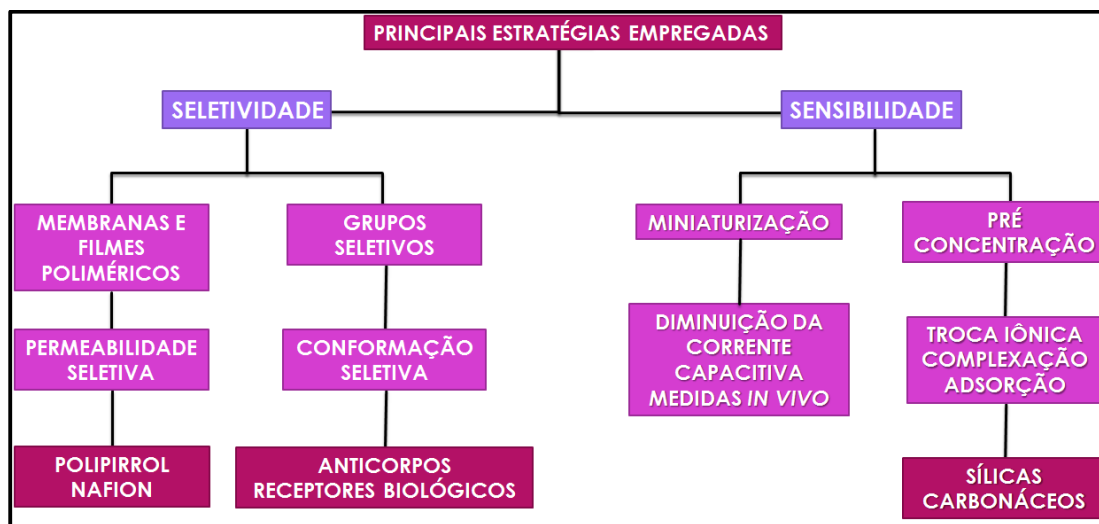 PRINCIPAIS ESTRATÉGIAS EMPREGADAS
SELETIVIDADE
SENSIBILIDADE
MEMBRANAS E
FILMES
POLIMÉRICOS
GRUPOS
SELETIVOS
MINIATURIZAÇÃO
PRÉ
CONCENTRAÇÃO
PERMEABILIDADE
SELETIVA
CONFORMAÇÃO
SELETIVA
DIMINUIÇÃO DA
CORRENTE
CAPACITIVA
MEDIDAS IN VIVO
TROCA IÔNICA
COMPLEXAÇÃO
ADSORÇÃO
POLIPIRROL
NAFION
ANTICORPOS
RECEPTORES BIOLÓGICOS
SÍLICAS
CARBONÁCEOS